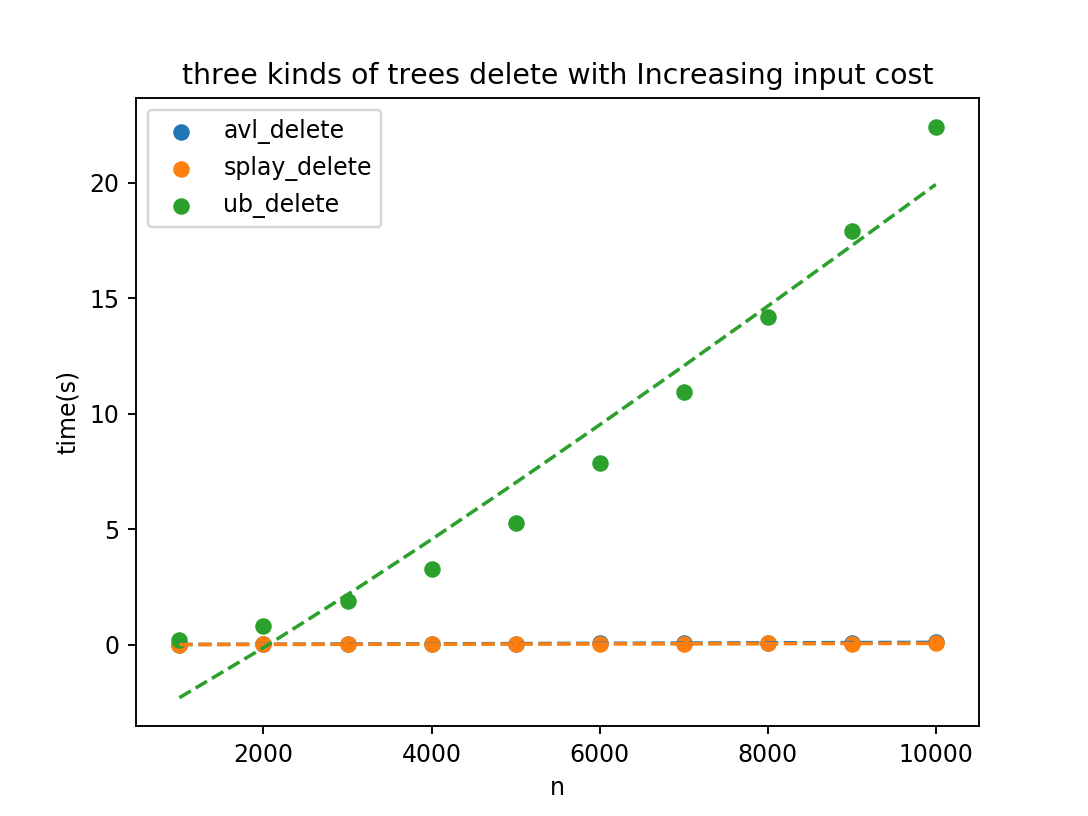 three kinds of trees delete with Increasing input cost
avl_delete
splay_delete
ub_delete
20
15
10
5
0
time(s)
2000 4000 6000 8000 10000
n